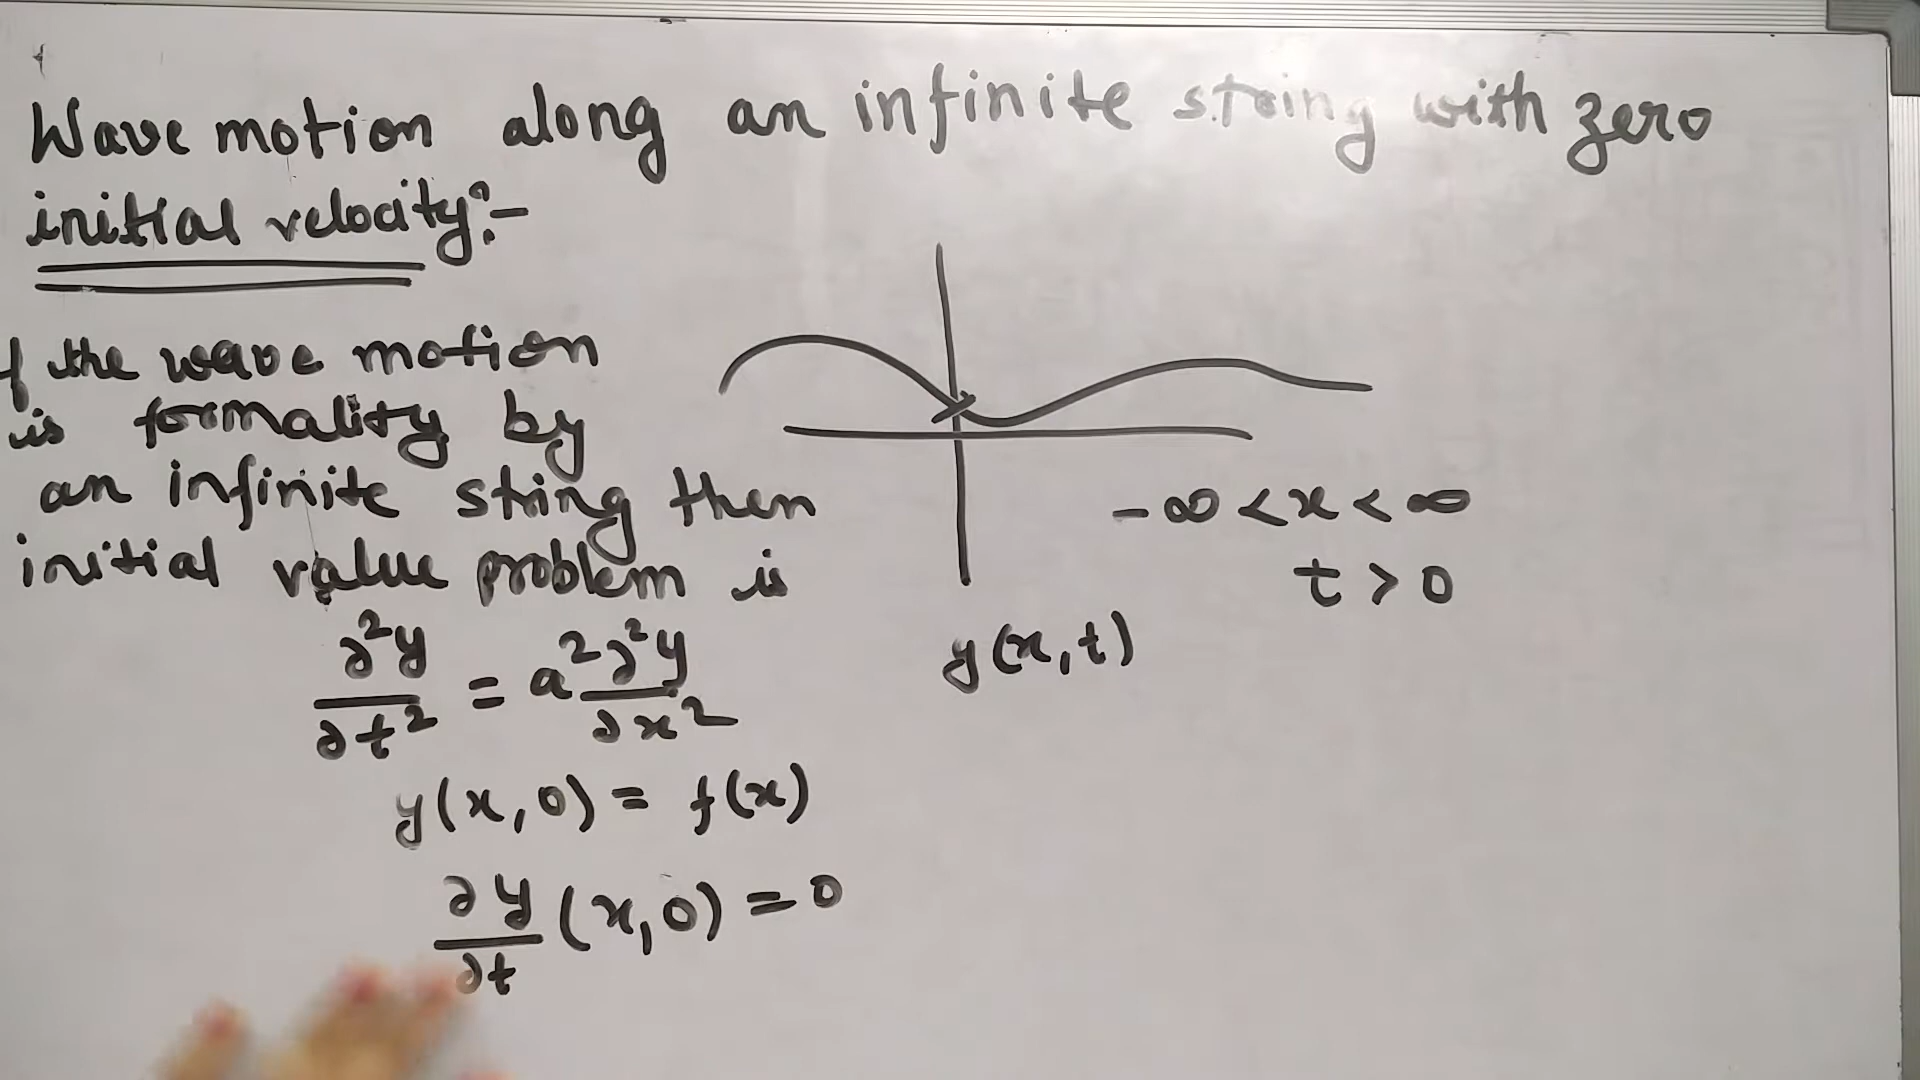 Wave motion along an infinite string with zero
initial velocity:-
f the wave motion
is formality by
an infinite string then
initial value problem is
∂²y/∂t² = a² ∂²y/∂x²
y(x,0) = f(x)
∂y/∂t (x,0) = 0
-∞ < x < ∞
t > 0
y(x,t)